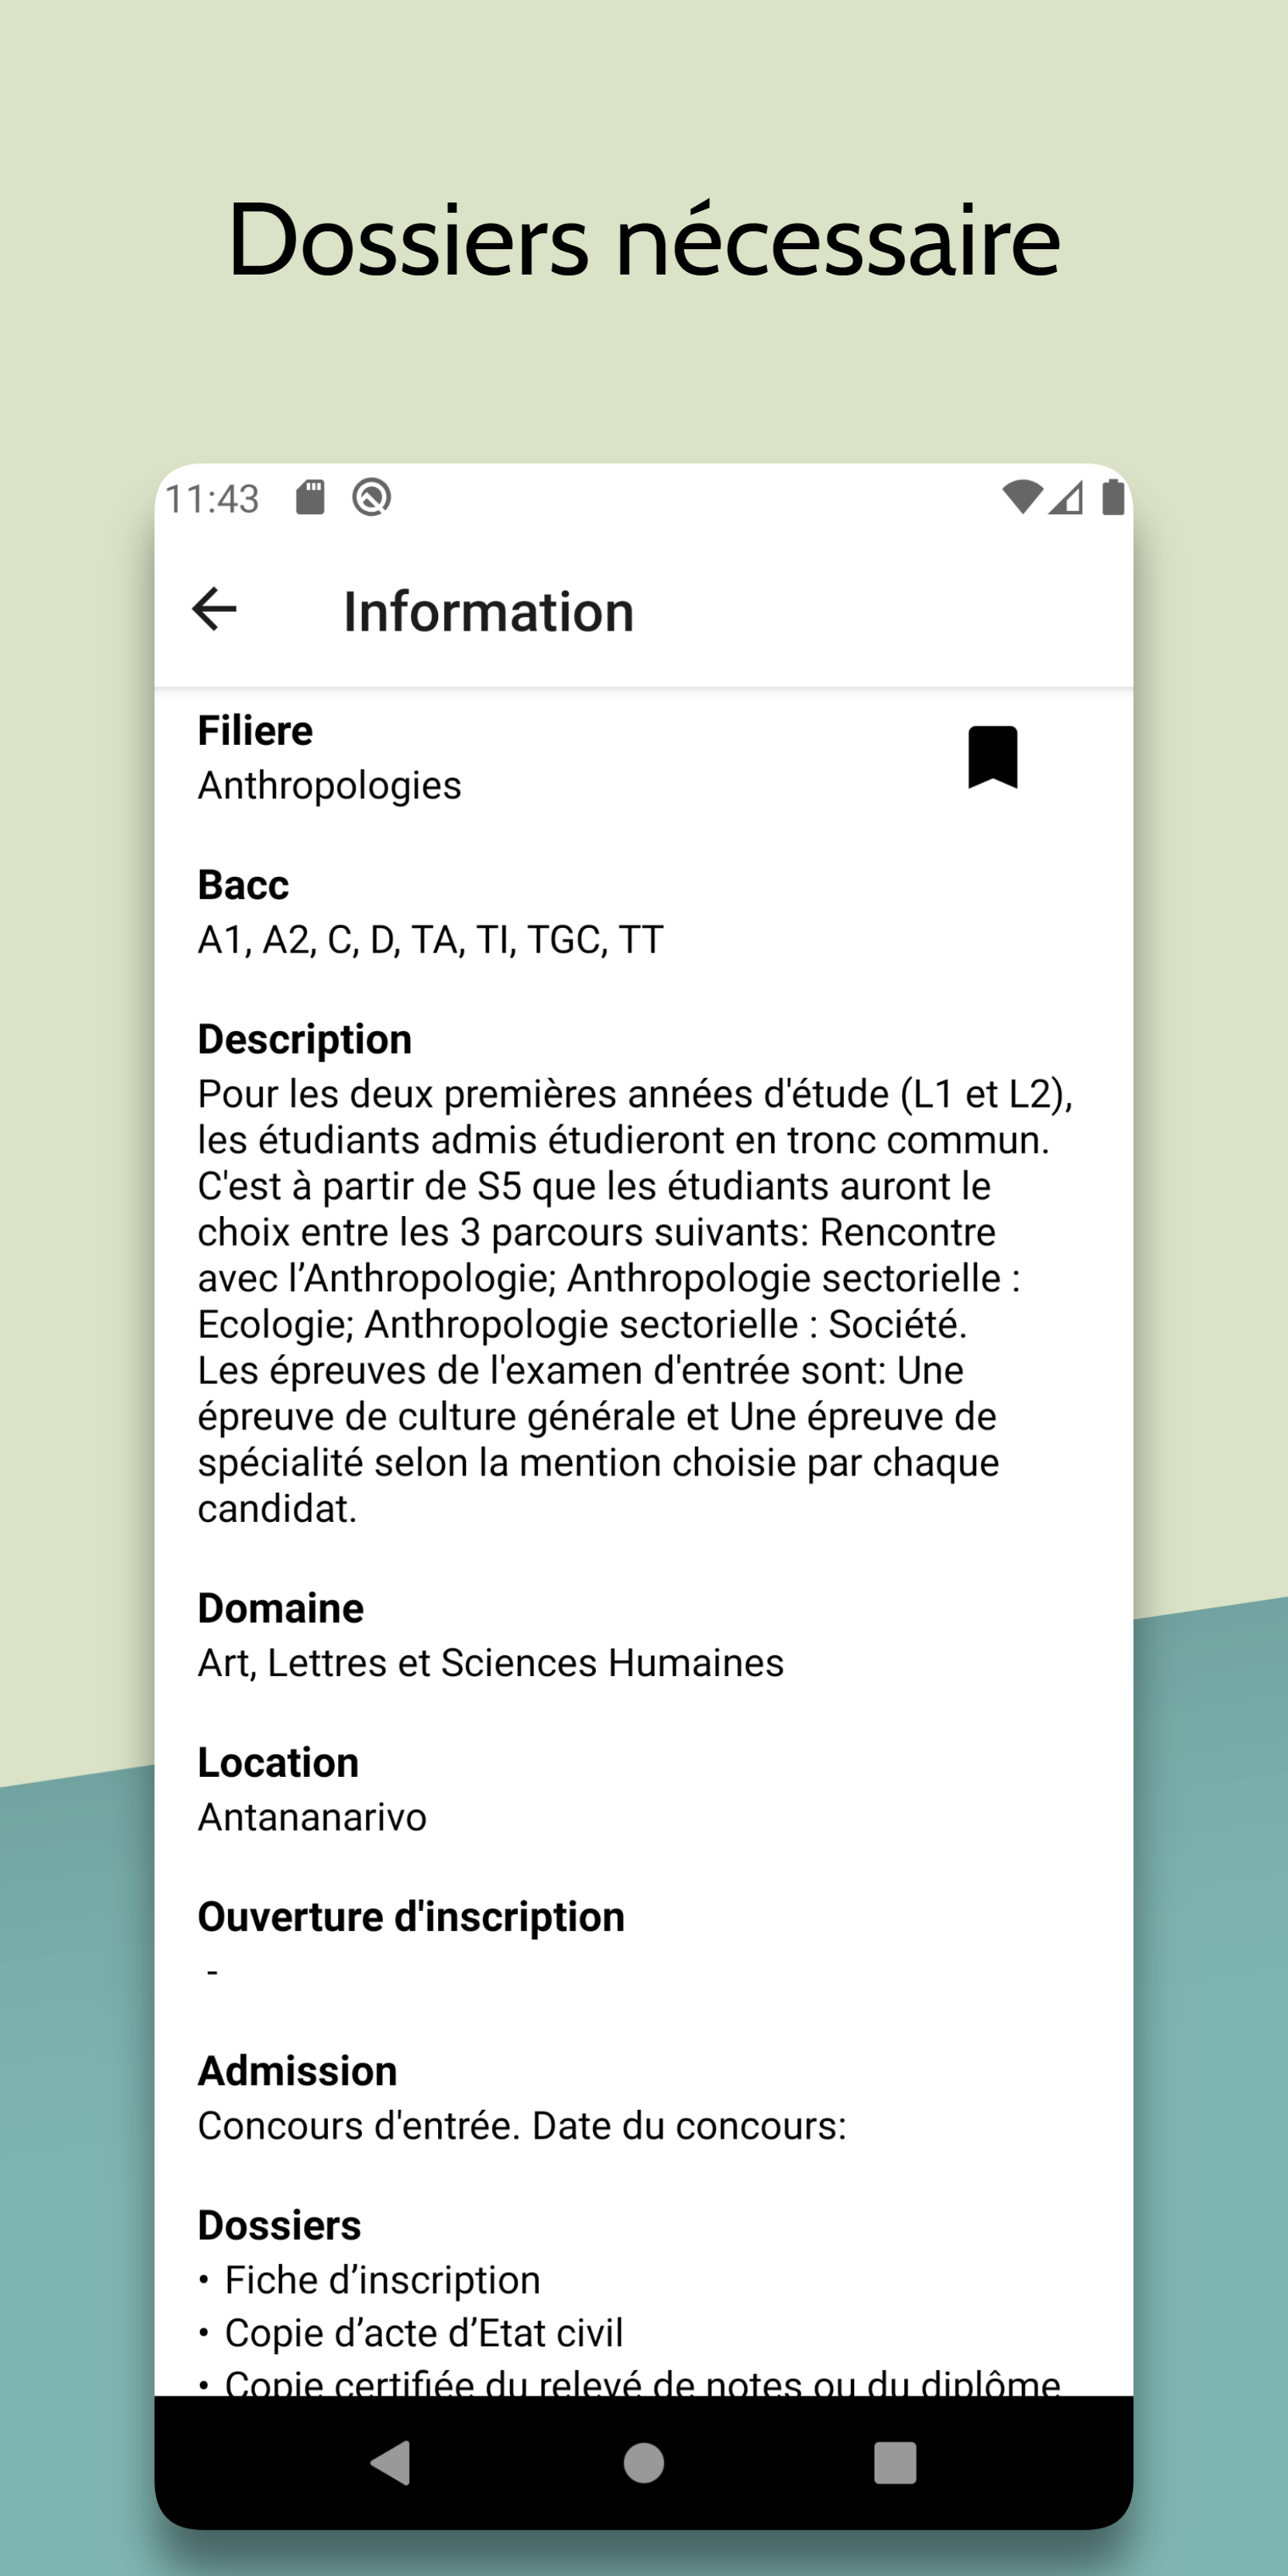 Dossiers nécessaire
11:43
Information
Filiere
Anthropologies
Bacc
A1, A2, C, D, TA, TI, TGC, TT
Description
Pour les deux premières années d'étude (L1 et L2),
les étudiants admis étudieront en tronc commun.
C'est à partir de S5 que les étudiants auront le
choix entre les 3 parcours suivants: Rencontre
avec l’Anthropologie; Anthropologie sectorielle :
Ecologie; Anthropologie sectorielle : Société.
Les épreuves de l'examen d'entrée sont: Une
épreuve de culture générale et Une épreuve de
spécialité selon la mention choisie par chaque
candidat.
Domaine
Art, Lettres et Sciences Humaines
Location
Antananarivo
Ouverture d'inscription
-
Admission
Concours d'entrée. Date du concours:
Dossiers
• Fiche d’inscription
• Copie d’acte d’Etat civil
• Copie certifiée du relevé de notes ou du diplôme